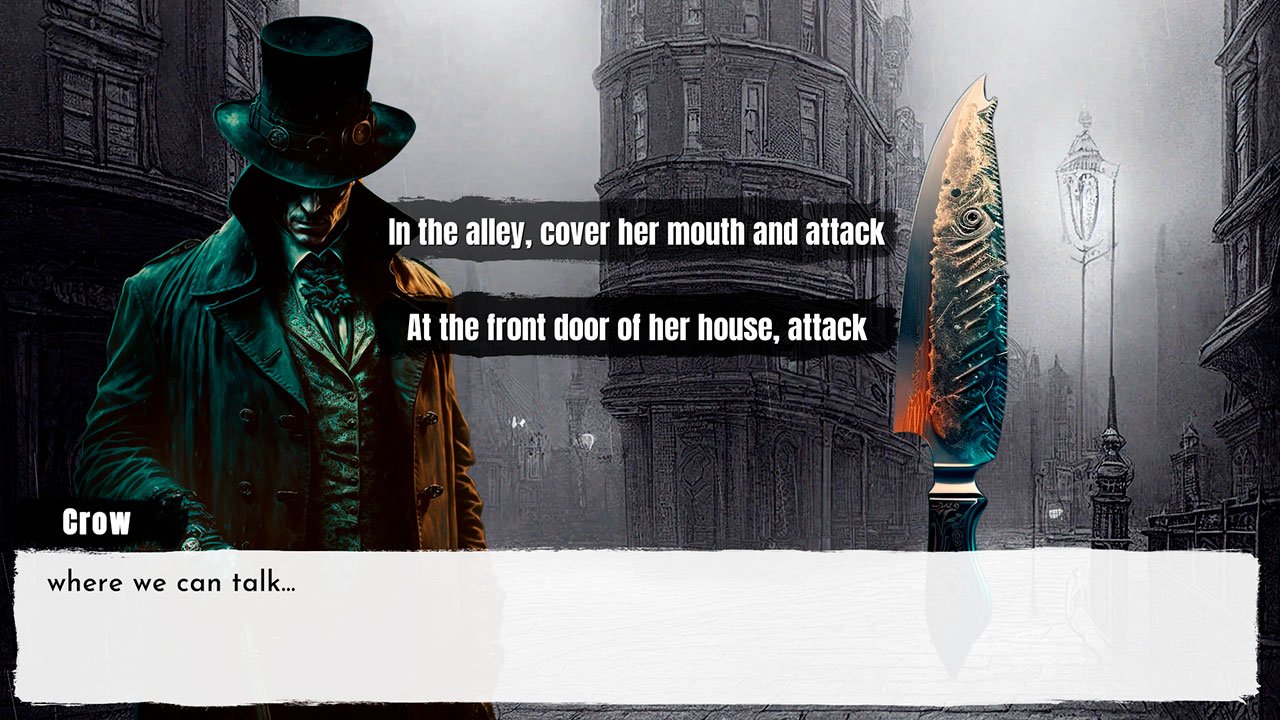 In the alley, cover her mouth and attack
At the front door of her house, attack
Crow
where we can talk...